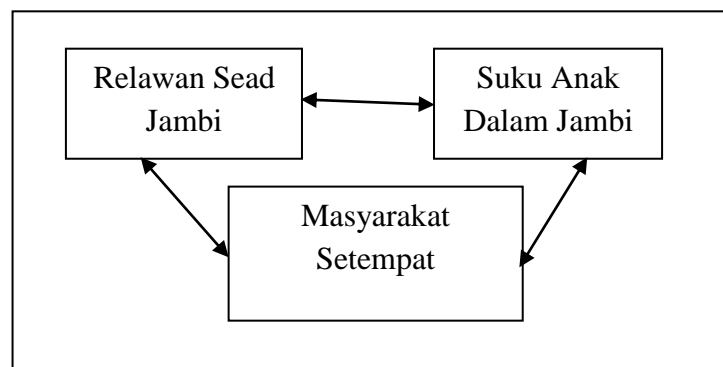 Relawan Sead
Jambi
Suku Anak
Dalam Jambi
Masyarakat
Setempat